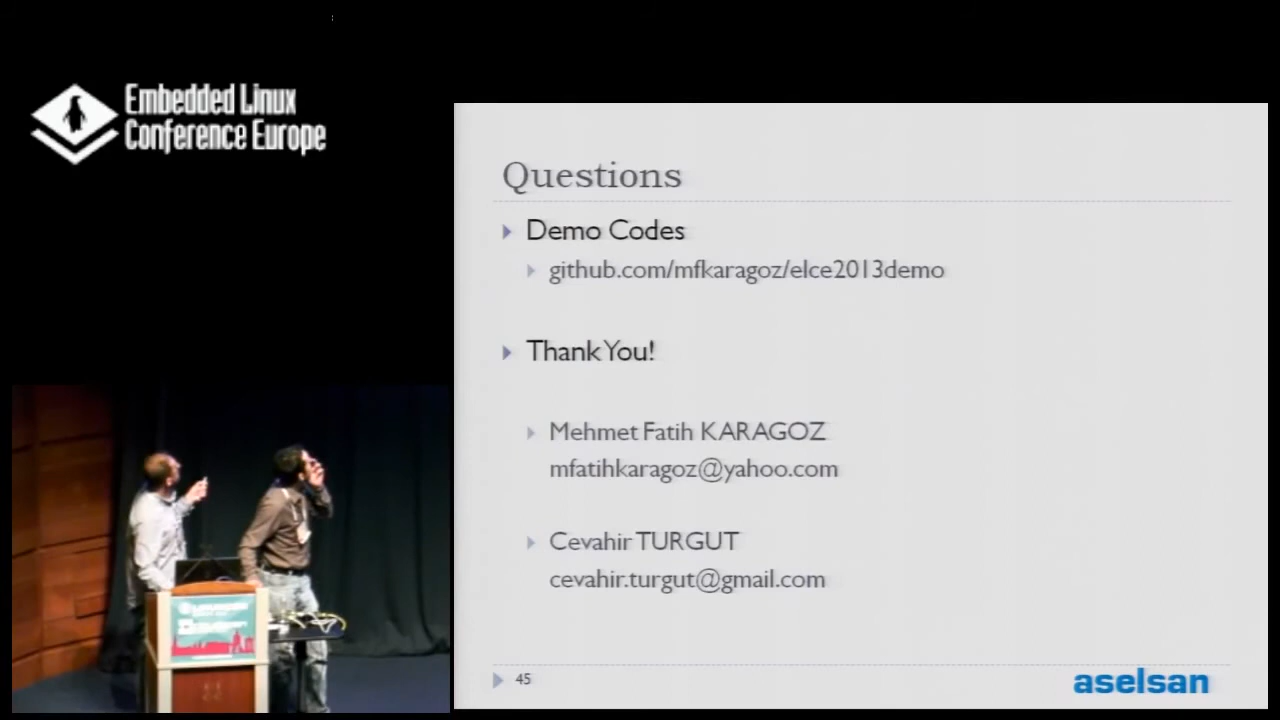 Embedded Linux
Conference Europe
Questions
Demo Codes
github.com/mfkaragoz/elce2013demo
Thank You!
Mehmet Fatih KARAGOZ
mfatihkaragoz@yahoo.com
Cevahir TURGUT
cevahir.turgut@gmail.com
45
aselsan